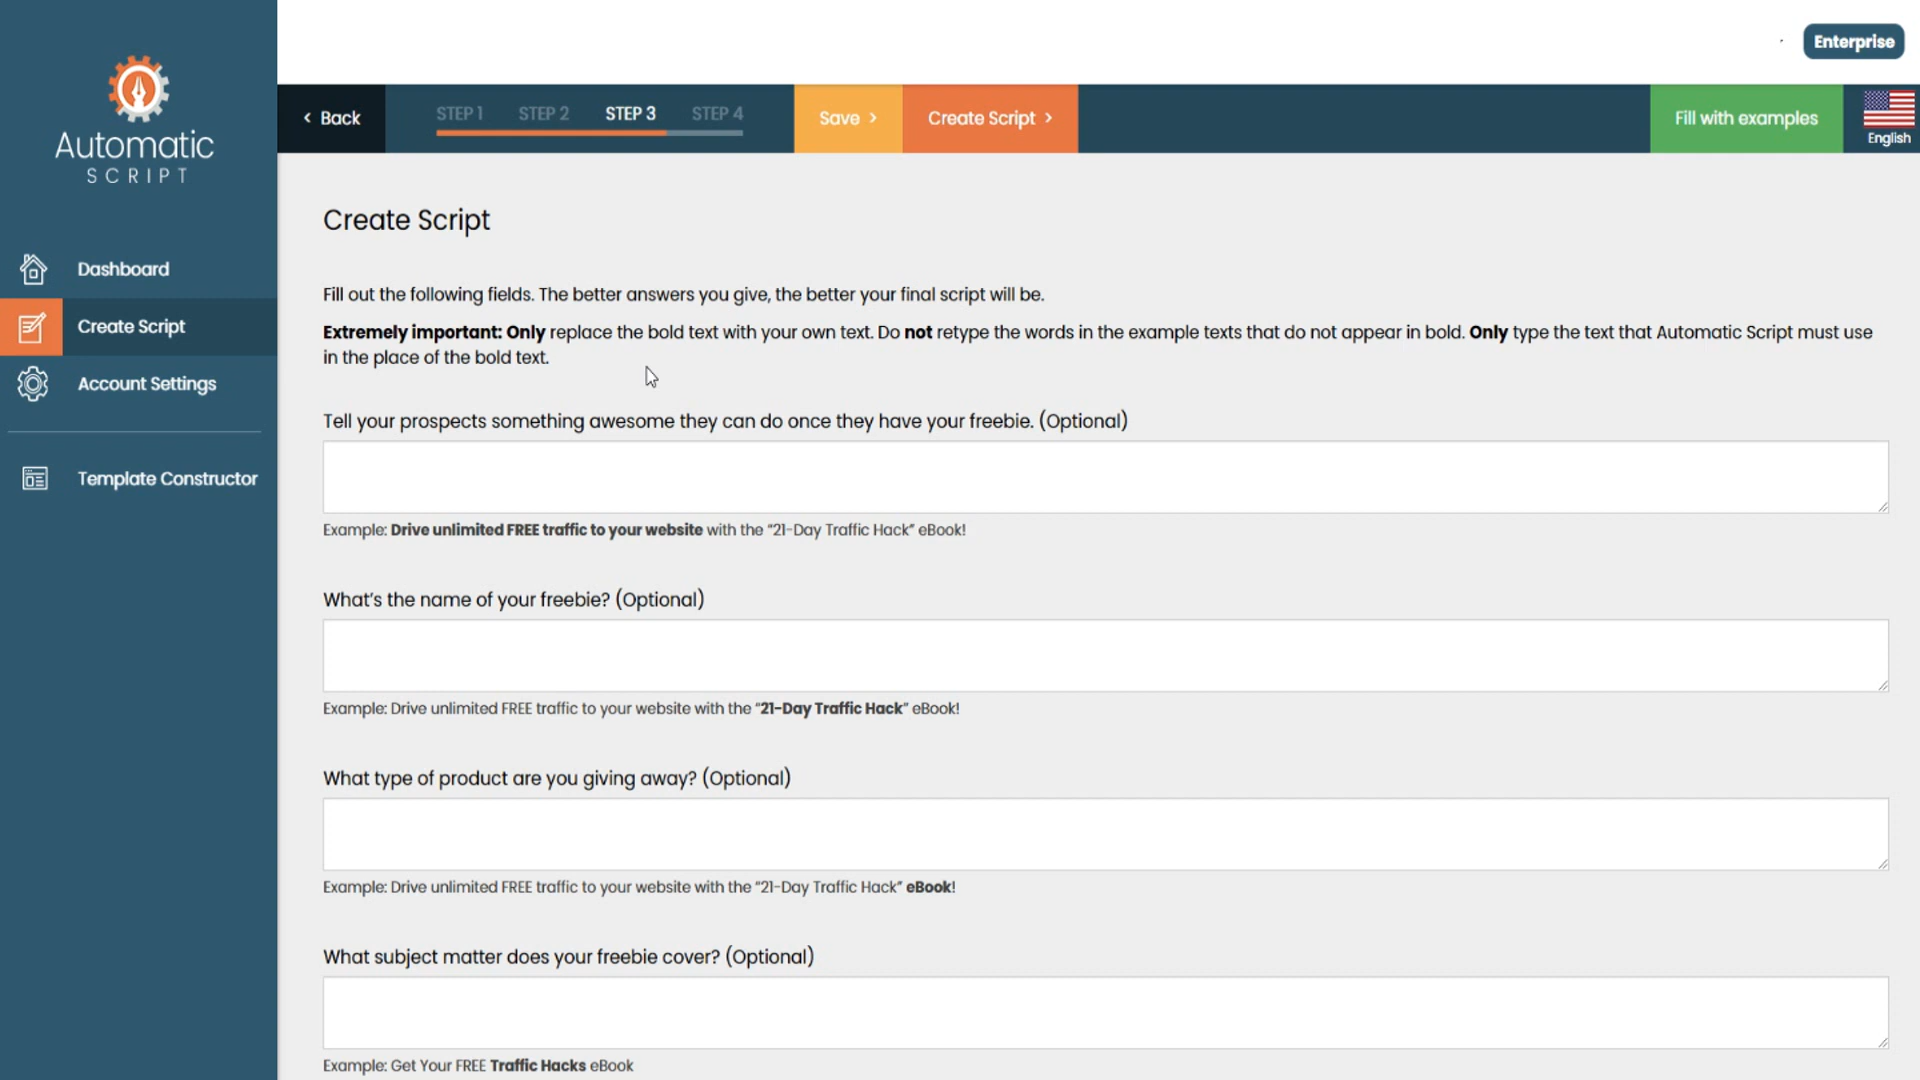 Enterprise
Automatic
SCRIPT
Back
STEP 1
STEP 2
STEP 3
STEP 4
Save
Create Script
Fill with examples
English
Dashboard
Create Script
Account Settings
Template Constructor
Create Script
Fill out the following fields. The better answers you give, the better your final script will be.
Extremely important: Only replace the bold text with your own text. Do not retype the words in the example texts that do not appear in bold. Only type the text that Automatic Script must use
in the place of the bold text.
Tell your prospects something awesome they can do once they have your freebie. (Optional)
Example: Drive unlimited FREE traffic to your website with the “21-Day Traffic Hack” eBook!
What's the name of your freebie? (Optional)
Example: Drive unlimited FREE traffic to your website with the “21-Day Traffic Hack” eBook!
What type of product are you giving away? (Optional)
Example: Drive unlimited FREE traffic to your website with the “21-Day Traffic Hack” eBook!
What subject matter does your freebie cover? (Optional)
Example: Get Your FREE Traffic Hacks eBook